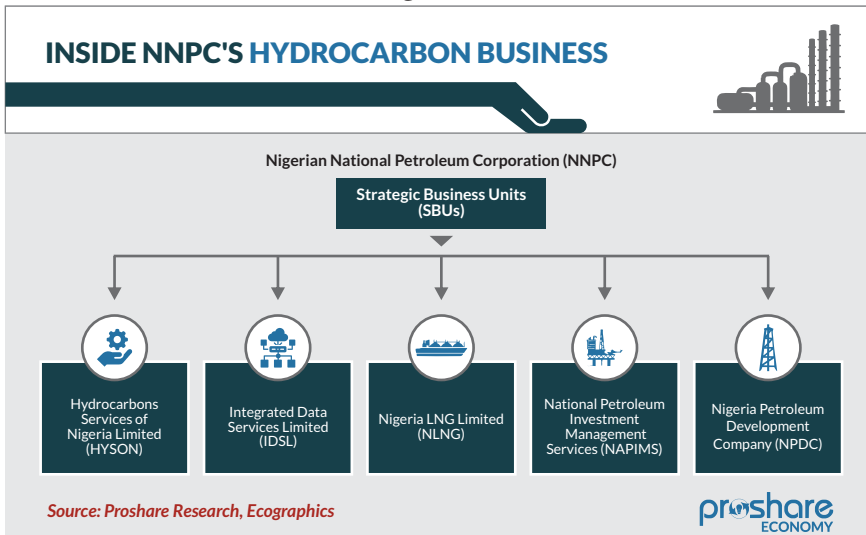 INSIDE NNPC'S HYDROCARBON BUSINESS
Nigerian National Petroleum Corporation (NNPC)
Strategic Business Units
(SBUs)
Hydrocarbons
Services of
Nigeria Limited
(HYSON)
Integrated Data
Services Limited
(IDSL)
Nigeria LNG Limited
(NLNG)
National Petroleum
Investment
Management
Services (NAPIMS)
Nigeria Petroleum
Development
Company (NPDC)
Source: Proshare Research, Ecographics
proshare
ECONOMY